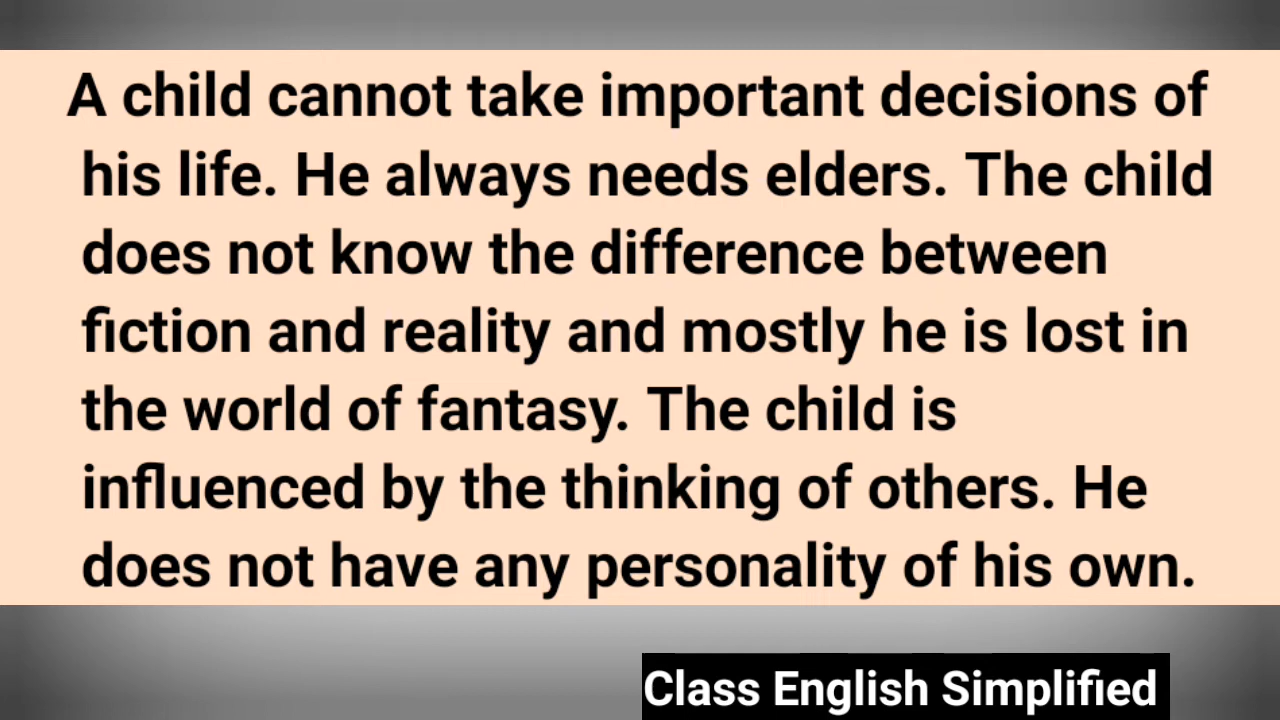 A child cannot take important decisions of
his life. He always needs elders. The child
does not know the difference between
fiction and reality and mostly he is lost in
the world of fantasy. The child is
influenced by the thinking of others. He
does not have any personality of his own.
Class English Simplified